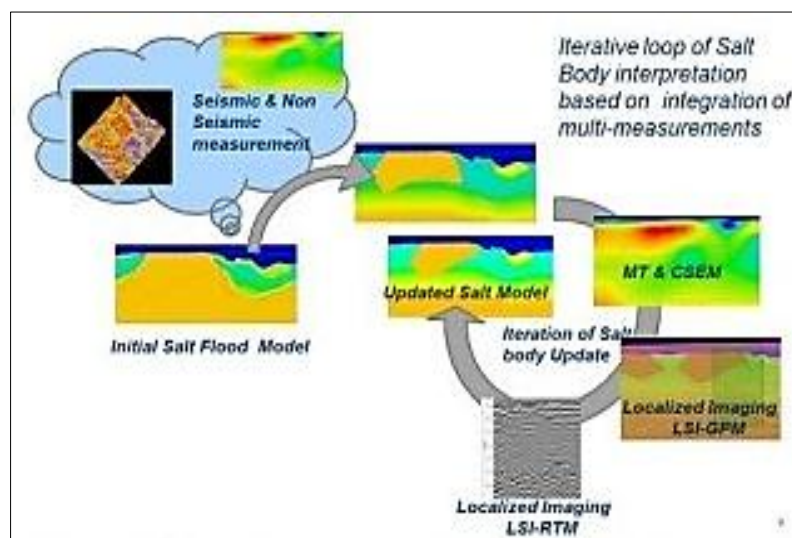 Seismic & Non
Seismic
measurement
Iterative loop of Salt
Body interpretation
based on integration of
multi-measurements
MT & CSEM
Updated Salt Model
Initial Salt Flood Model
Iteration of Salt
body Update
Localized Imaging
LSI-GPM
Localized Imaging
LSI-RTM